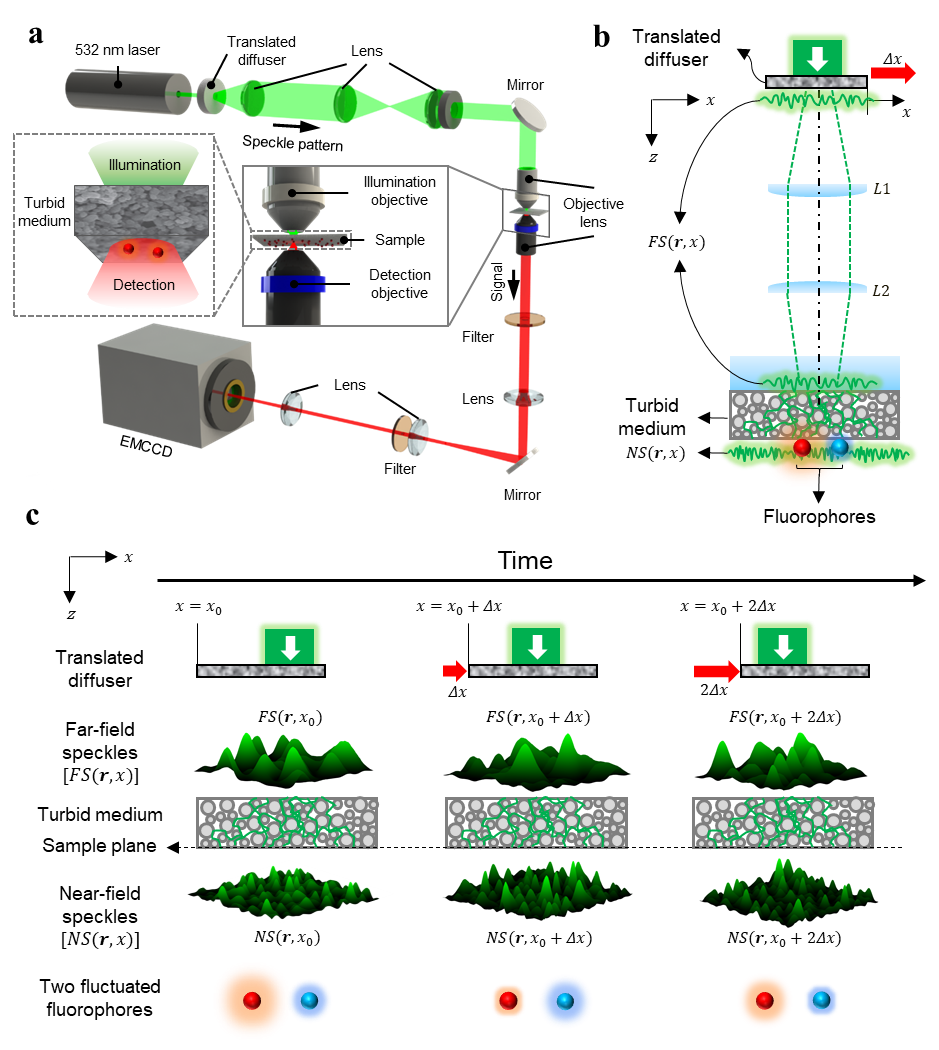 a
532 nm laser
Translated
diffuser
Lens
Mirror
Speckle pattern
Illumination
Turbid
medium
Detection
Illumination
objective
Sample
Detection
objective
Objective
lens
Signal
Filter
Lens
Lens
EMCCD
Filter
Mirror
b
Translated
diffuser
Δx
x
z
x
L1
FS(r, x)
L2
Turbid
medium
NS(r, x)
Fluorophores
c
x
z
Time
x = x₀
x = x₀ + Δx
x = x₀ + 2Δx
Translated
diffuser
Δx
2Δx
Far-field
speckles
[FS(r, x)]
FS(r, x₀)
FS(r, x₀ + Δx)
FS(r, x₀ + 2Δx)
Turbid medium
Sample plane
Near-field
speckles
[NS(r, x)]
NS(r, x₀)
NS(r, x₀ + Δx)
NS(r, x₀ + 2Δx)
Two fluctuated
fluorophores